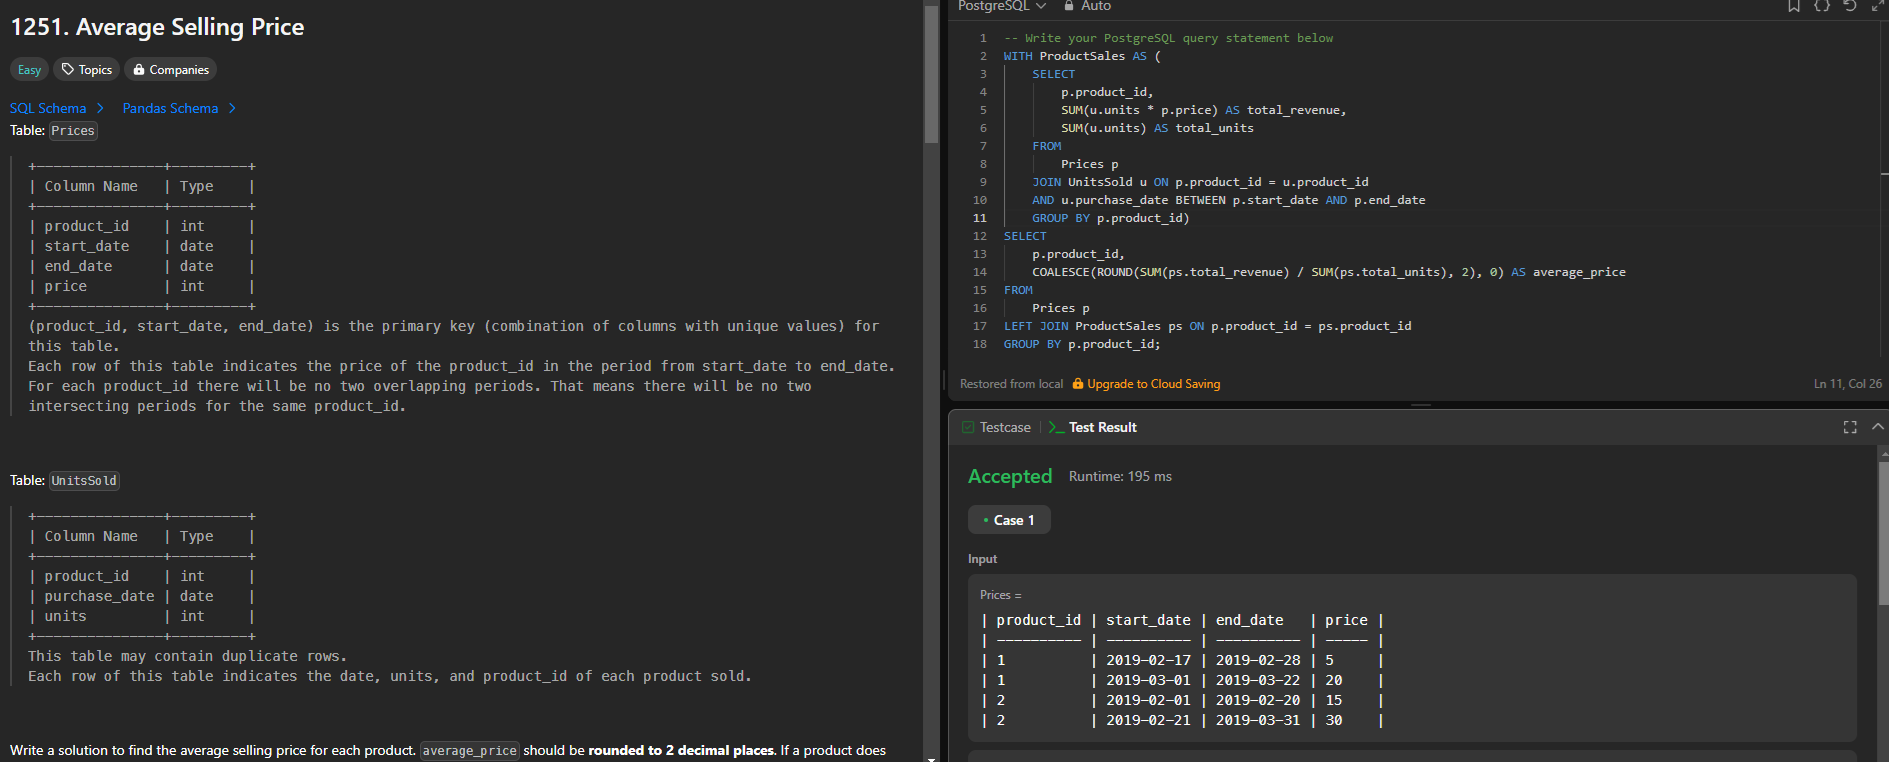 1251. Average Selling Price
Easy
Topics
Companies
SQL Schema
Pandas Schema
Table: Prices
+---------------+---------+
| Column Name   | Type    |
+---------------+---------+
| product_id    | int     |
| start_date    | date    |
| end_date      | date    |
| price         | int     |
+---------------+---------+
(product_id, start_date, end_date) is the primary key (combination of columns with unique values) for
this table.
Each row of this table indicates the price of the product_id in the period from start_date to end_date.
For each product_id there will be no two overlapping periods. That means there will be no two
intersecting periods for the same product_id.
Table: UnitsSold
+---------------+---------+
| Column Name   | Type    |
+---------------+---------+
| product_id    | int     |
| purchase_date | date    |
| units         | int     |
+---------------+---------+
This table may contain duplicate rows.
Each row of this table indicates the date, units, and product_id of each product sold.
Write a solution to find the average selling price for each product. average_price should be rounded to 2 decimal places. If a product does
PostgreSQL
Auto
1 -- Write your PostgreSQL query statement below
2 WITH ProductSales AS (
3     SELECT
4         p.product_id,
5         SUM(u.units * p.price) AS total_revenue,
6         SUM(u.units) AS total_units
7     FROM
8         Prices p
9     JOIN UnitsSold u ON p.product_id = u.product_id
10     AND u.purchase_date BETWEEN p.start_date AND p.end_date
11     GROUP BY p.product_id)
12 SELECT
13     p.product_id,
14     COALESCE(ROUND(SUM(ps.total_revenue) / SUM(ps.total_units), 2), 0) AS average_price
15 FROM
16     Prices p
17 LEFT JOIN ProductSales ps ON p.product_id = ps.product_id
18 GROUP BY p.product_id;
Restored from local
Upgrade to Cloud Saving
Ln 11, Col 26
Testcase
Test Result
Accepted
Runtime: 195 ms
Case 1
Input
Prices =
| product_id | start_date | end_date   | price |
| ---------- | ---------- | ---------- | ----- |
| 1          | 2019-02-17 | 2019-02-28 | 5     |
| 1          | 2019-03-01 | 2019-03-22 | 20    |
| 2          | 2019-02-01 | 2019-02-20 | 15    |
| 2          | 2019-02-21 | 2019-03-31 | 30    |